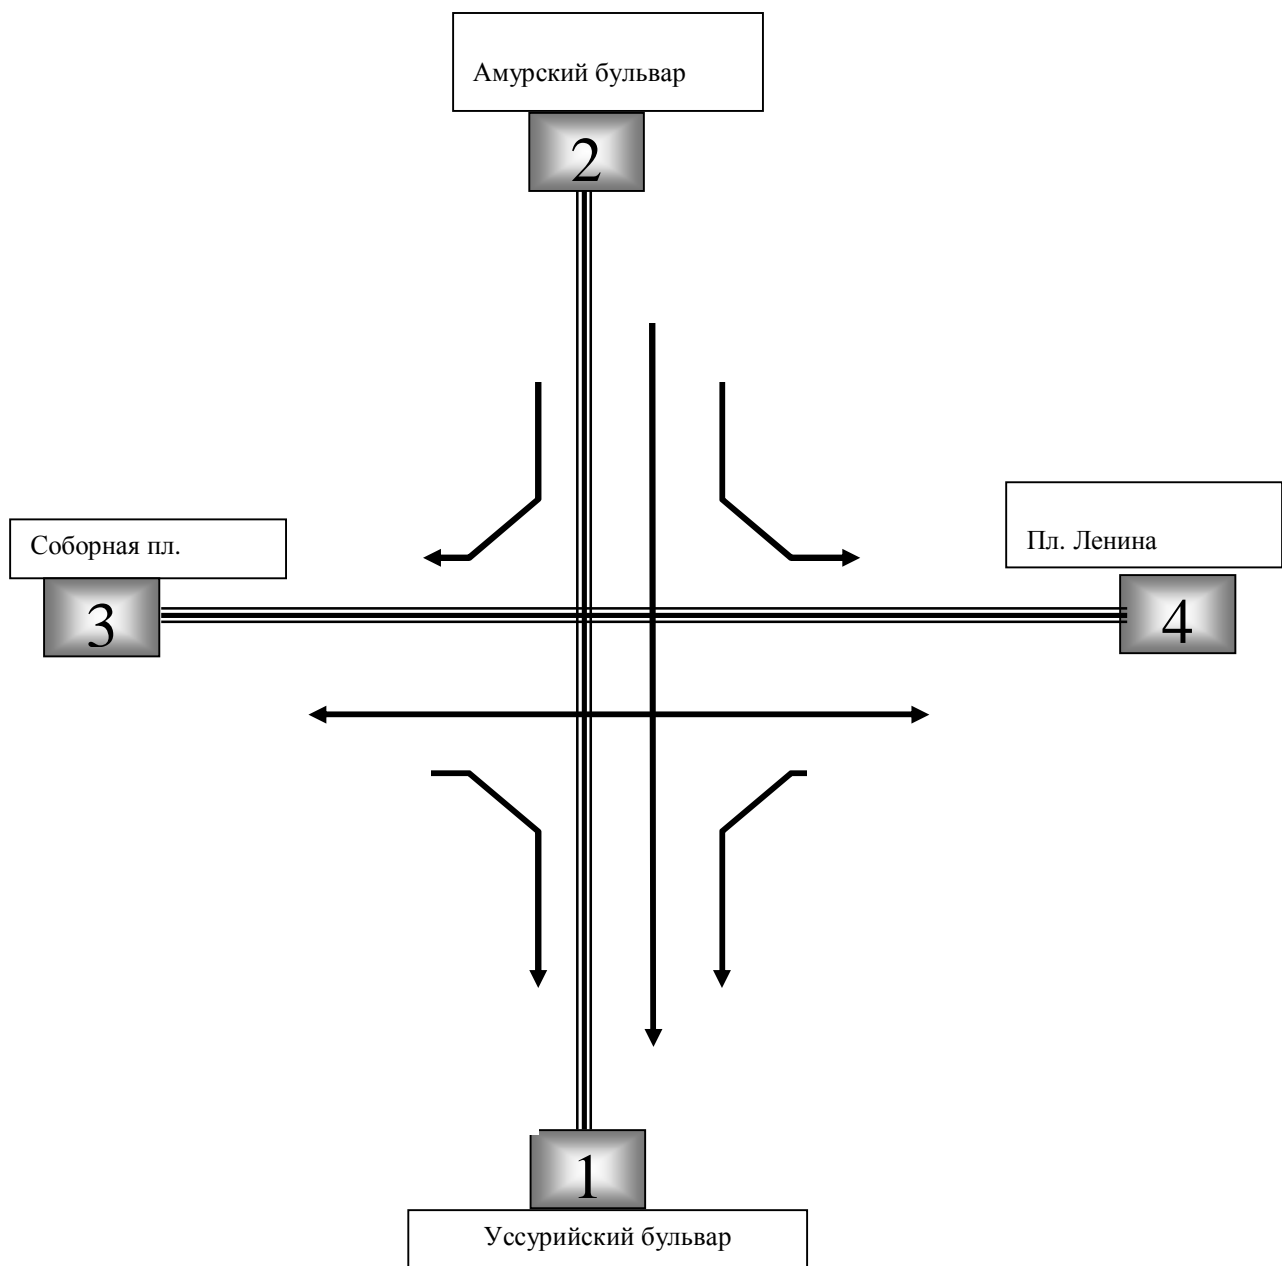 Амурский бульвар
2
Соборная пл.
3
Пл. Ленина
4
1
Уссурийский бульвар